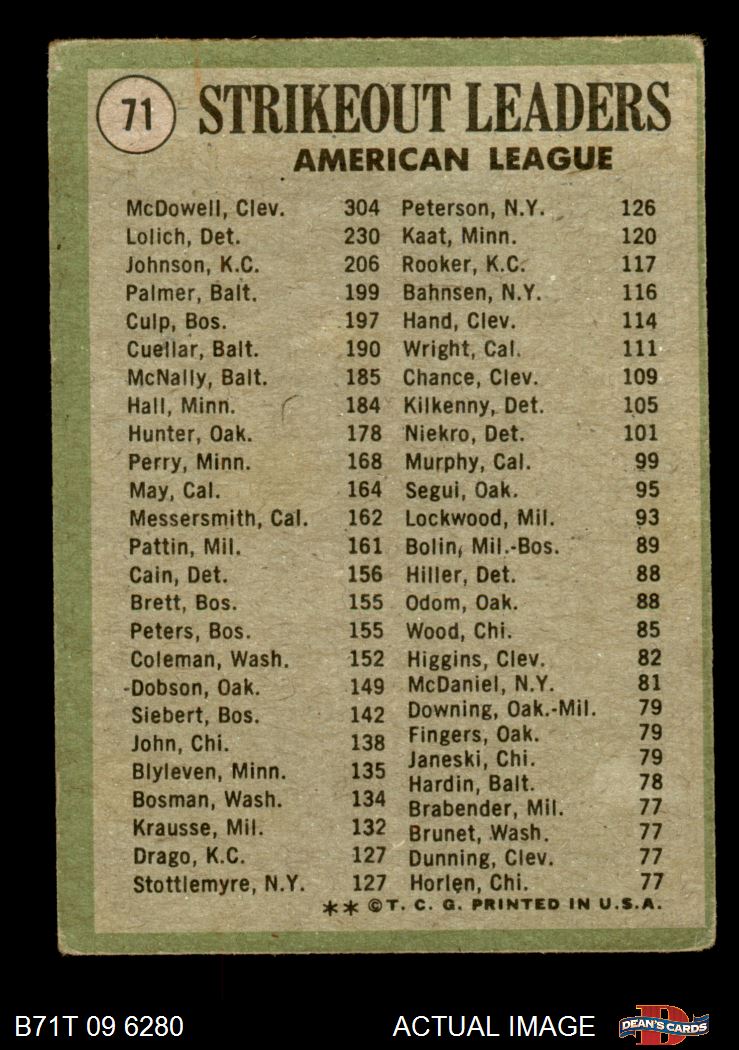 71 STRIKEOUT LEADERS
AMERICAN LEAGUE
McDowell, Clev. 304
Lolich, Det. 230
Johnson, K.C. 206
Palmer, Balt. 199
Culp, Bos. 197
Cuellar, Balt. 190
McNally, Balt. 185
Hall, Minn. 184
Hunter, Oak. 178
Perry, Minn. 168
May, Cal. 164
Messersmith, Cal. 162
Pattin, Mil. 161
Cain, Det. 156
Brett, Bos. 155
Peters, Bos. 155
Coleman, Wash. 152
Dobson, Oak. 149
Siebert, Bos. 142
John, Chi. 138
Blyleven, Minn. 135
Bosman, Wash. 134
Krausse, Mil. 132
Drago, K.C. 127
Stottlemyre, N.Y. 127
Peterson, N.Y. 126
Kaat, Minn. 120
Rooker, K.C. 117
Bahnsen, N.Y. 116
Hand, Clev. 114
Wright, Cal. 111
Chance, Clev. 109
Kilkenny, Det. 105
Niekro, Det. 101
Murphy, Cal. 99
Segui, Oak. 95
Lockwood, Mil. 93
Bolin, Mil.-Bos. 89
Hiller, Det. 88
Odom, Oak. 88
Wood, Chi. 85
Higgins, Clev. 82
McDaniel, N.Y. 81
Downing, Oak.-Mil. 79
Fingers, Oak. 79
Janeski, Chi. 79
Hardin, Balt. 78
Brabender, Mil. 77
Brunet, Wash. 77
Dunning, Clev. 77
Horlen, Chi. 77
** ©T. C. G. PRINTED IN U.S.A.
B71T 09 6280 ACTUAL IMAGE
D
DEAN'S CARDS